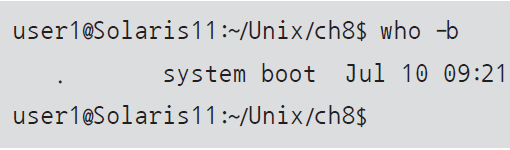 user1@Solaris11:~/Unix/ch8$ who -b
.       system boot  Jul 10 09:21
user1@Solaris11:~/Unix/ch8$